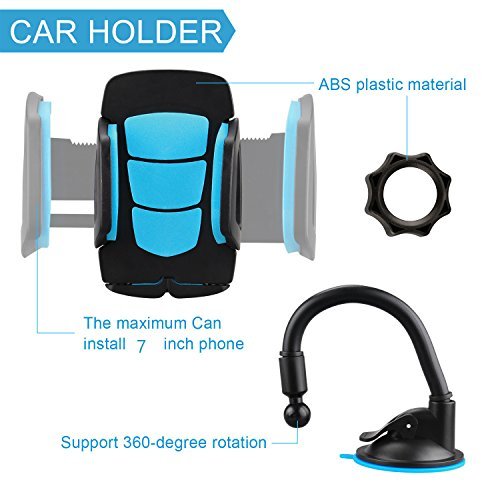 CAR HOLDER
ABS plastic material
The maximum Can
install 7 inch phone
Support 360-degree rotation